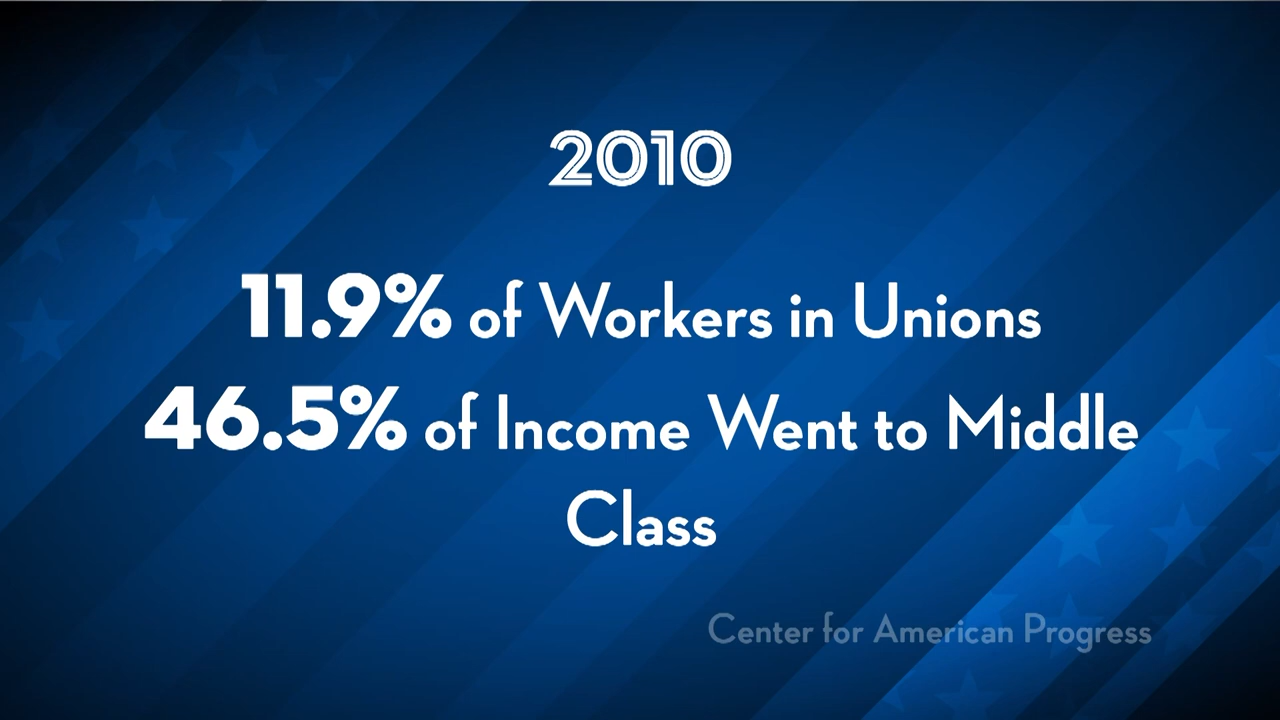 2010
11.9% of Workers in Unions
46.5% of Income Went to Middle
Class
Center for American Progress